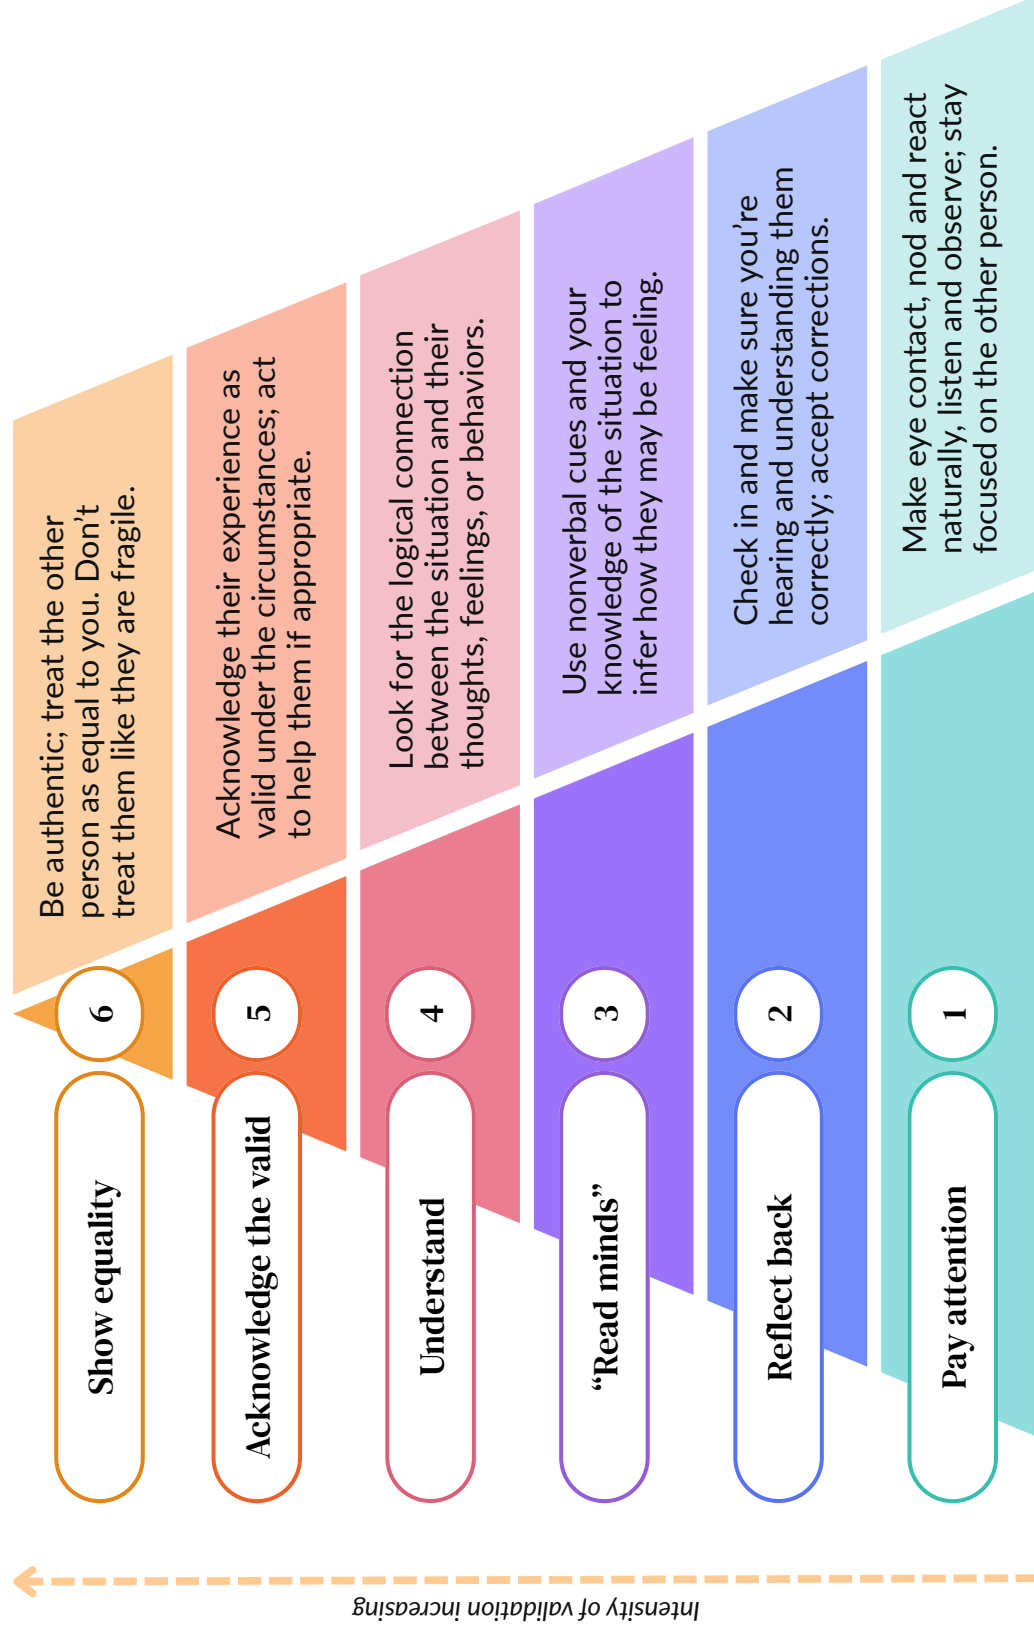 Show equality
6
Be authentic; treat the other
person as equal to you. Don’t
treat them like they are fragile.
Acknowledge the valid
5
Acknowledge their experience as
valid under the circumstances; act
to help them if appropriate.
Understand
4
Look for the logical connection
between the situation and their
thoughts, feelings, or behaviors.
“Read minds”
3
Use nonverbal cues and your
knowledge of the situation to
infer how they may be feeling.
Reflect back
2
Check in and make sure you’re
hearing and understanding them
correctly; accept corrections.
Pay attention
1
Make eye contact, nod and react
naturally, listen and observe; stay
focused on the other person.
Intensity of validation increasing